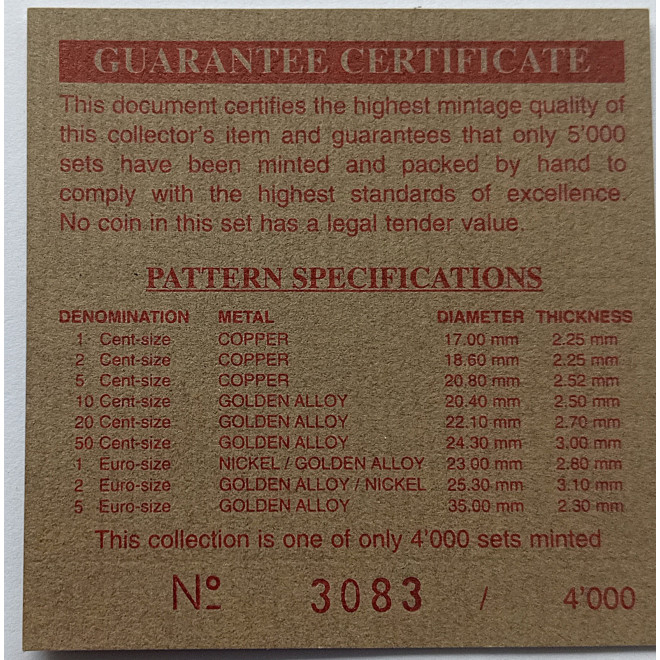 GUARANTEE CERTIFICATE
This document certifies the highest mintage quality of
this collector's item and guarantees that only 5'000
sets have been minted and packed by hand to
comply with the highest standards of excellence.
No coin in this set has a legal tender value.
PATTERN SPECIFICATIONS
DENOMINATION METAL DIAMETER THICKNESS
1 Cent-size COPPER 17.00 mm 2.25 mm
2 Cent-size COPPER 18.60 mm 2.25 mm
5 Cent-size COPPER 20.80 mm 2.52 mm
10 Cent-size GOLDEN ALLOY 20.40 mm 2.50 mm
20 Cent-size GOLDEN ALLOY 22.10 mm 2.70 mm
50 Cent-size GOLDEN ALLOY 24.30 mm 3.00 mm
1 Euro-size NICKEL / GOLDEN ALLOY 23.00 mm 2.80 mm
2 Euro-size GOLDEN ALLOY / NICKEL 25.30 mm 3.10 mm
5 Euro-size GOLDEN ALLOY 35.00 mm 2.30 mm
This collection is one of only 4'000 sets minted
Nº 3083 / 4'000